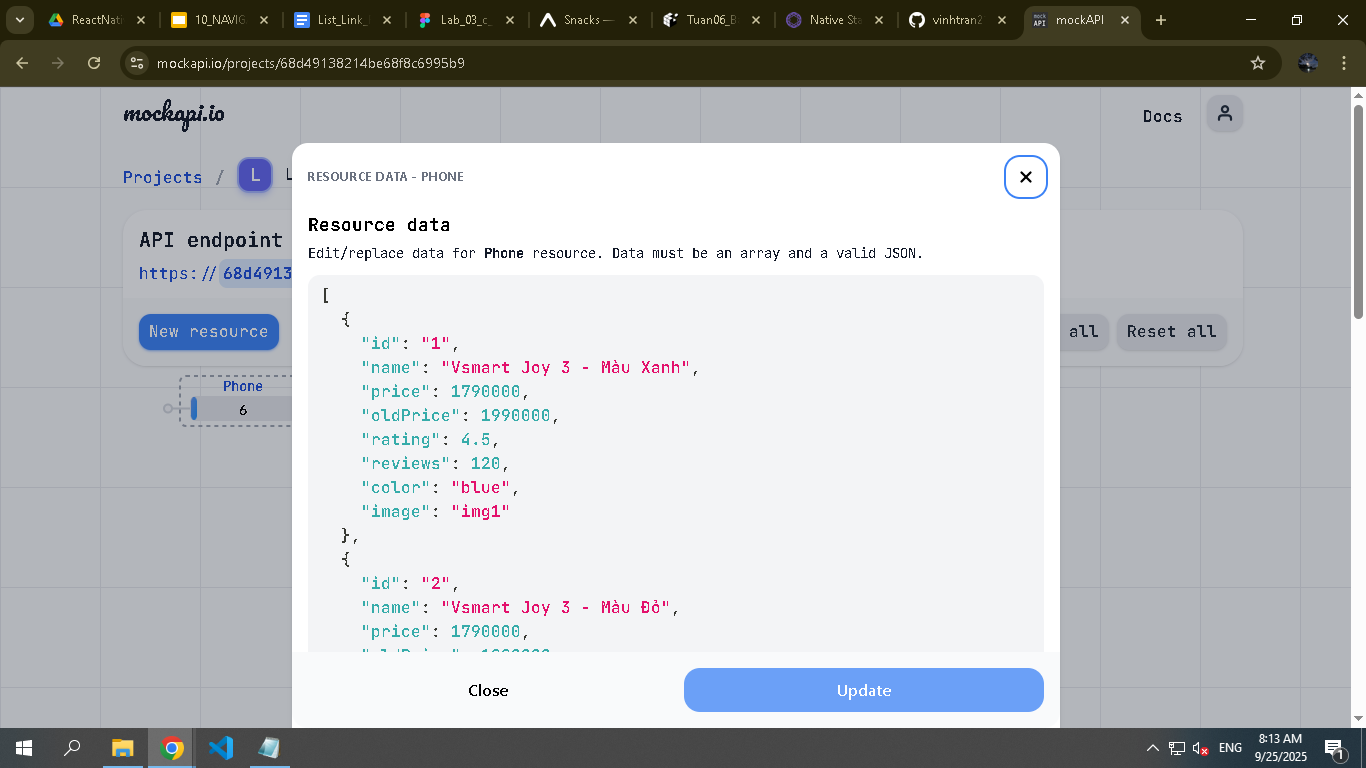 ReactNati
10_NAVIG
List_Link_
Lab_03_c_
Snacks —
Tuan06_B
Native Sta
vinhtran2
mockAPI
mockapi.io/projects/68d49138214be68f8c6995b9
mockapi.io
Docs
Projects / L
API endpoint
https://68d4913
New resource
all
Reset all
Phone
6
RESOURCE DATA - PHONE
Resource data
Edit/replace data for Phone resource. Data must be an array and a valid JSON.
[
{
"id": "1",
"name": "Vsmart Joy 3 - Màu Xanh",
"price": 1790000,
"oldPrice": 1990000,
"rating": 4.5,
"reviews": 120,
"color": "blue",
"image": "img1"
},
{
"id": "2",
"name": "Vsmart Joy 3 - Màu Đỏ",
"price": 1790000,
Close
Update
ENG
8:13 AM
9/25/2025
1